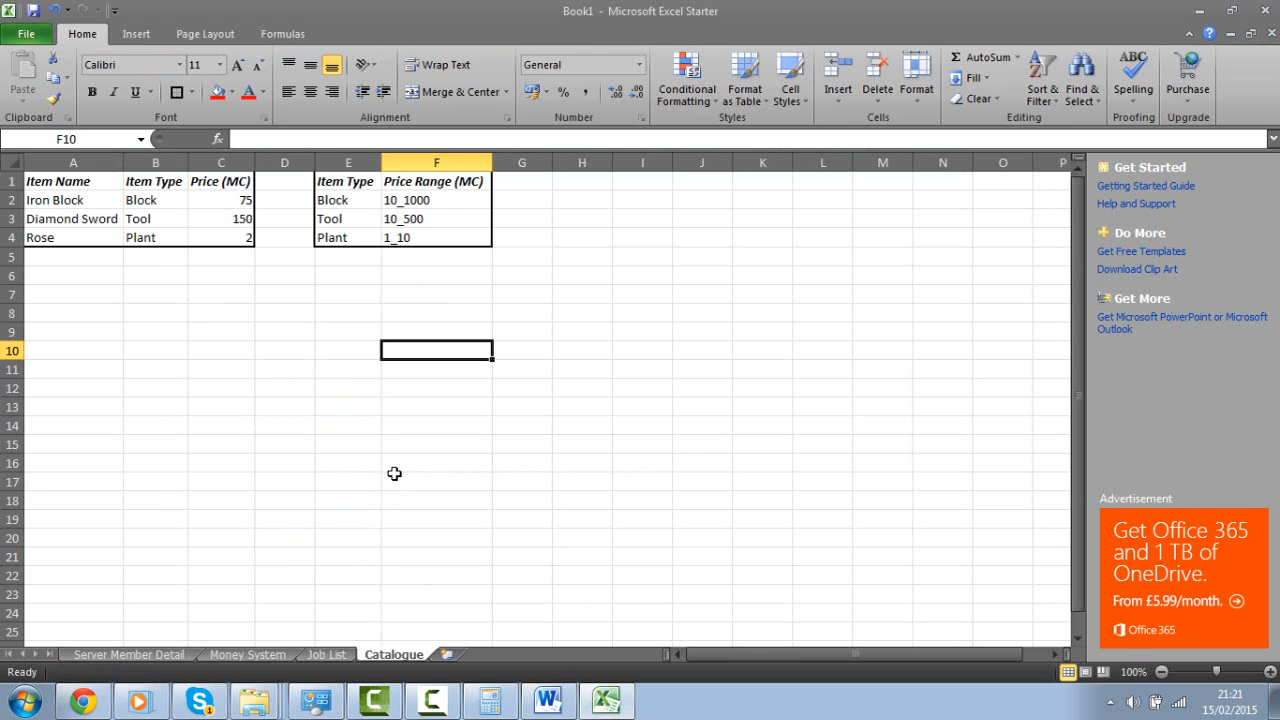 Book1 - Microsoft Excel Starter
File Home Insert Page Layout Formulas
Paste
Clipboard
Calibri 11
B I U
Font
Wrap Text
Merge & Center
Alignment
General
Number
Conditional Formatting
Format as Table
Cell Styles
Styles
Insert
Delete
Format
Cells
AutoSum
Fill
Clear
Sort & Filter
Find & Select
Editing
Spelling
Proofing
Purchase
Upgrade
F10 fx
A B C D E F G H I J K L M N O P
1 Item Name Item Type Price (MC) Item Type Price Range (MC)
2 Iron Block Block 75 Block 10_1000
3 Diamond Sword Tool 150 Tool 10_500
4 Rose Plant 2 Plant 1_10
5
6
7
8
9
10
11
12
13
14
15
16
17
18
19
20
21
22
23
24
25
Get Started
Getting Started Guide
Help and Support
Do More
Get Free Templates
Download Clip Art
Get More
Get Microsoft PowerPoint or Microsoft
Outlook
Advertisement
Get Office 365
and 1 TB of
OneDrive.
From £5.99/month.
Office 365
Server Member Detail Money System Job List Catalogue
Ready 100%
21:21
15/02/2015